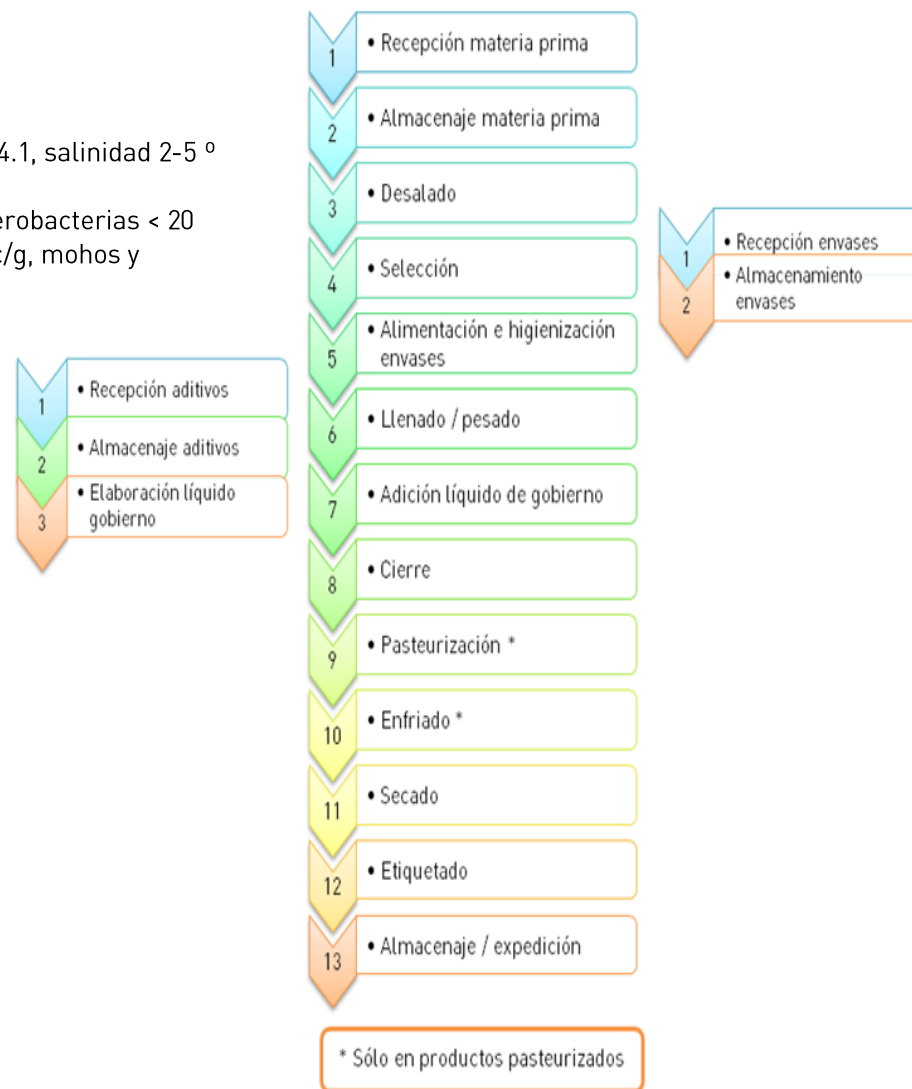 4.1, salinidad 2-5 º
erobacterias < 20
/g, mohos y
1
• Recepción aditivos
2
• Almacenaje aditivos
3
• Elaboración líquido
gobierno
1
• Recepción materia prima
2
• Almacenaje materia prima
3
• Desalado
4
• Selección
5
• Alimentación e higienización
envases
6
• Llenado / pesado
7
• Adición líquido de gobierno
8
• Cierre
9
• Pasteurización *
10
• Enfriado *
11
• Secado
12
• Etiquetado
13
• Almacenaje / expedición
* Sólo en productos pasteurizados
1
• Recepción envases
2
• Almacenamiento
envases